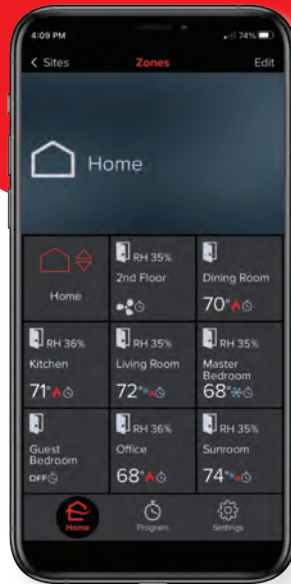 4:09 PM
74%
Sites
Zones
Edit
Home
Home
RH 35%
2nd Floor
Dining Room
70°
RH 36%
Kitchen
71°
RH 35%
Living Room
72°
RH 35%
Master
Bedroom
68°
Guest
Bedroom
OFF
RH 36%
Office
68°
RH 35%
Sunroom
74°
Home
Program
Settings